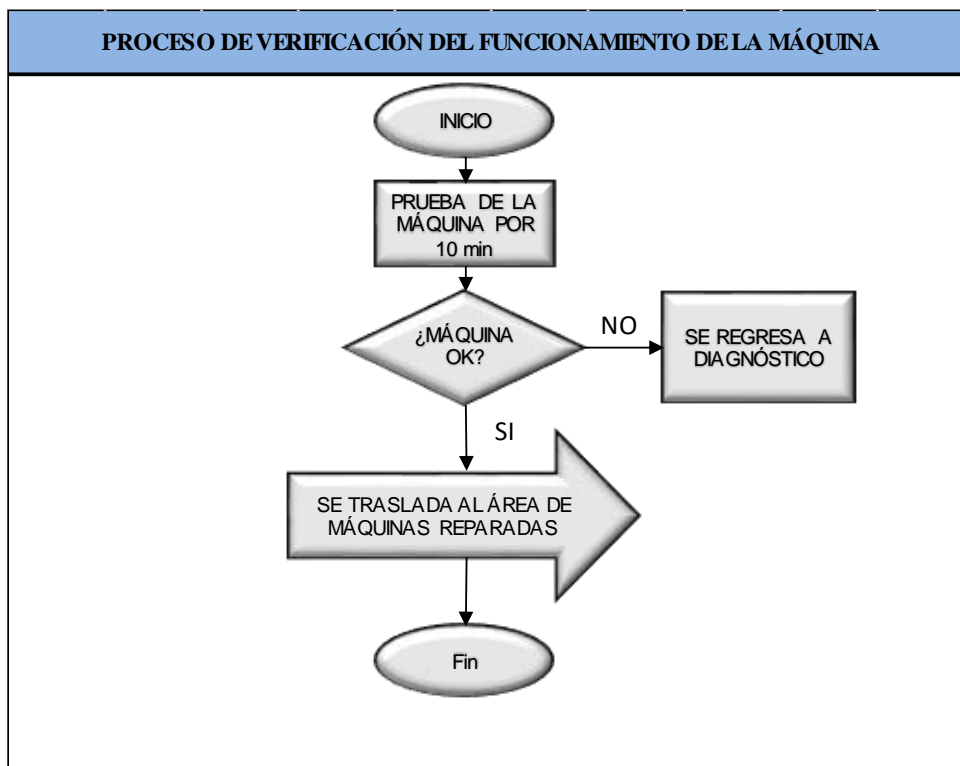 PROCESO DE VERIFICACIÓN DEL FUNCIONAMIENTO DE LA MÁQUINA
INICIO
PRUEBA DE LA
MÁQUINA POR
10 min
¿MÁQUINA
OK?
NO
SE REGRESA A
DIAGNÓSTICO
SI
SE TRASLADA AL ÁREA DE
MÁQUINAS REPARADAS
Fin